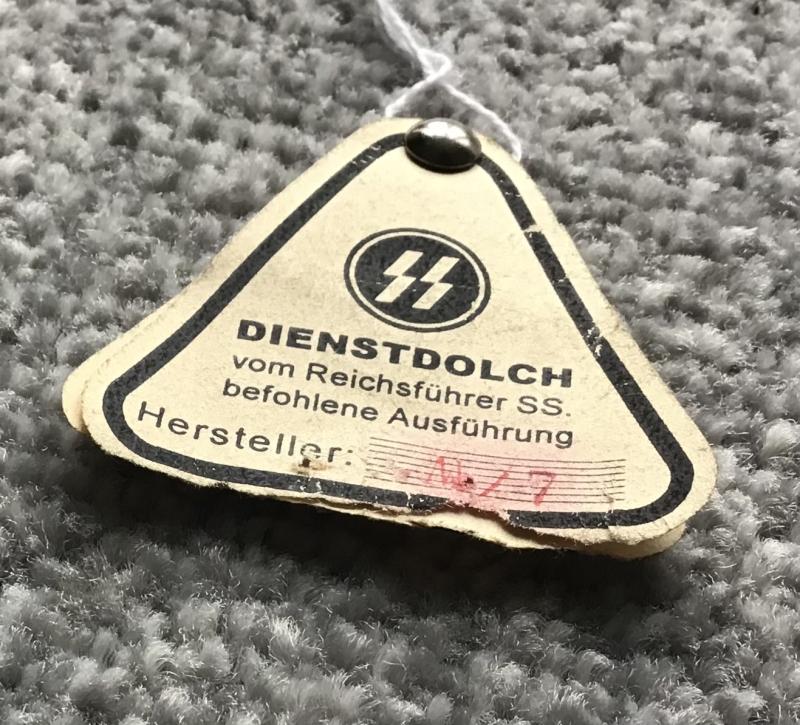 DIENSTDOLCH
vom Reichsführer SS.
befohlene Ausführung
Hersteller: